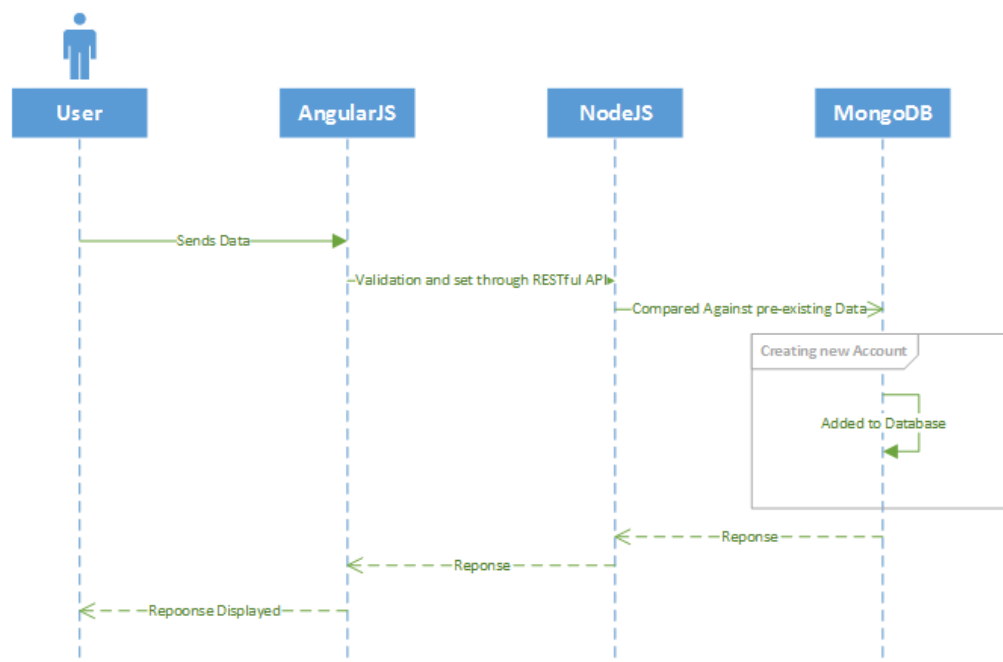 User
AngularJS
NodeJS
MongoDB
Sends Data
Validation and set through RESTful API
Compared Against pre-existing Data
Creating new Account
Added to Database
Reponse
Reponse
Repoonse Displayed